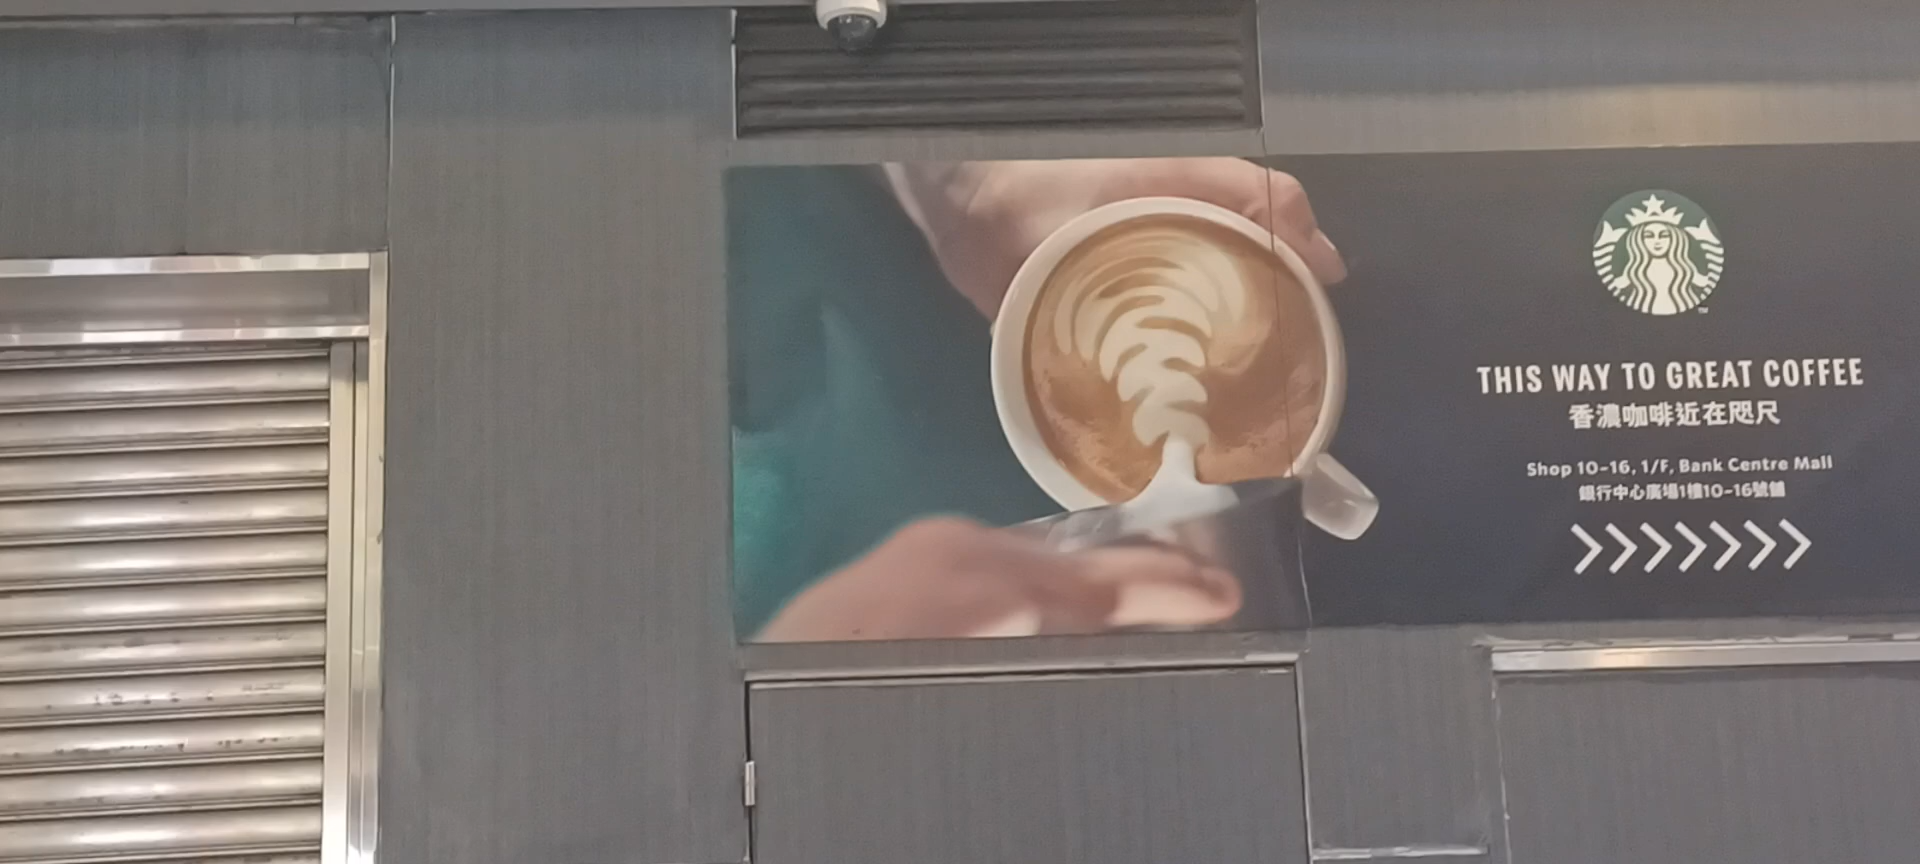 THIS WAY TO GREAT COFFEE
香濃咖啡近在咫尺
Shop 10-16, 1/F, Bank Centre Mall
銀行中心廣場1樓10-16號舖
TM